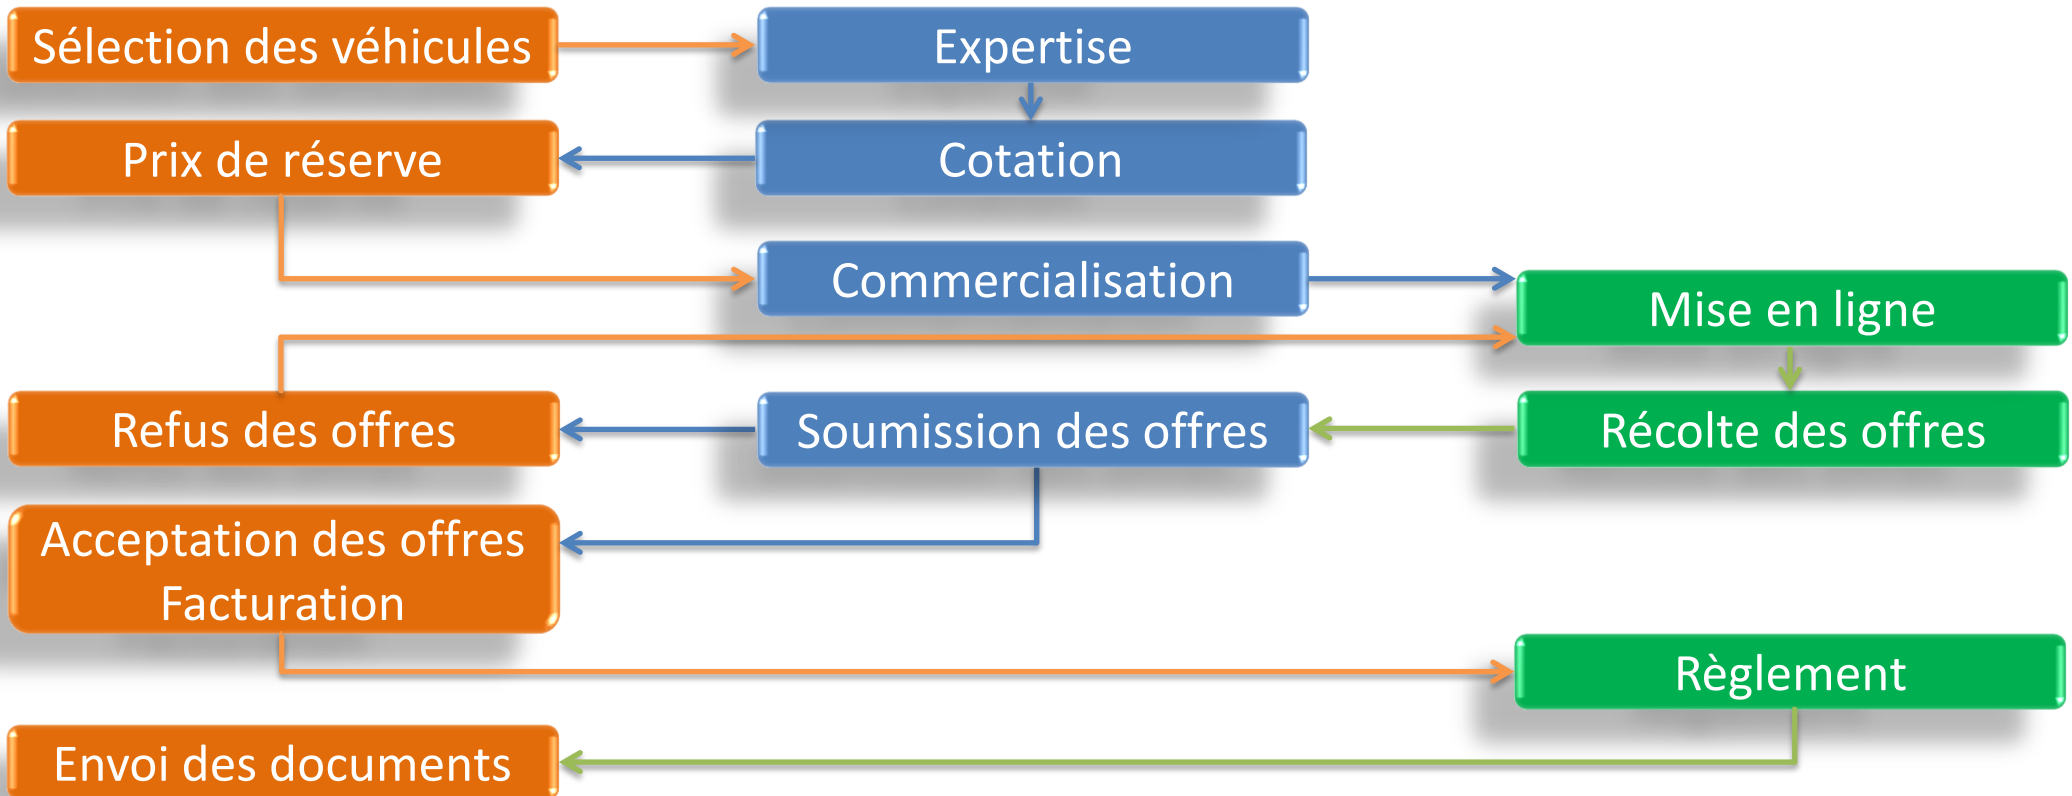 Sélection des véhicules
Expertise
Prix de réserve
Cotation
Commercialisation
Mise en ligne
Refus des offres
Soumission des offres
Récolte des offres
Acceptation des offres
Facturation
Règlement
Envoi des documents